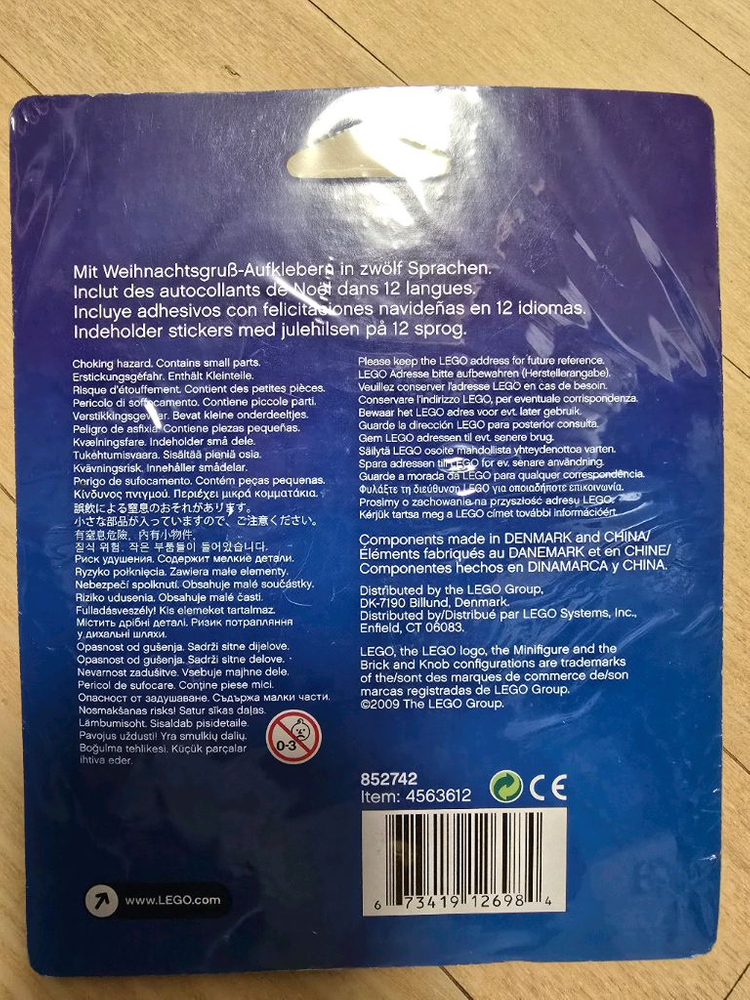 Mit Weihnachtsgruß-Aufklebern in zwölf Sprachen.
Inclut des autocollants de Noël dans 12 langues.
Incluye adhesivos con felicitaciones navideñas en 12 idiomas.
Indeholder stickers med julehilsen på 12 sprog.
Choking hazard. Contains small parts.
Erstickungsgefahr. Enthält Kleinteile.
Risque d'étouffement. Contient des petites pièces.
Pericolo di soffocamento. Contiene piccole parti.
Verstikkingsgevaar. Bevat kleine onderdeeltjes.
Peligro de asfixia. Contiene piezas pequeñas.
Kvælningsfare. Indeholder små dele.
Tukehtumisvaara. Sisältää pieniä osia.
Kvävningsrisk. Innehåller smådelar.
Perigo de sufocamento. Contém peças pequenas.
Κίνδυνος πνιγμού. Περιέχει μικρά κομματάκια.
誤飲による窒息のおそれがあります。
小さな部品が入っていますので、ご注意ください。
有窒息危險，內有小物件。
질식 위험. 작은 부품들이 들어있습니다.
Риск удушения. Содержит мелкие детали.
Ryzyko połknięcia. Zawiera małe elementy.
Nebezpečí spolknutí. Obsahuje malé součástky.
Riziko udusenia. Obsahuje malé časti.
Fulladásveszély! Kis elemeket tartalmaz.
Містить дрібні деталі. Ризик потрапляння
у дихальні шляхи.
Opasnost od gušenja. Sadrži sitne dijelove.
Opasnost od gušenja. Sadrži sitne delove.
Nevarnost zadušitve. Vsebuje majhne dele.
Pericol de sufocare. Conține piese mici.
Опасност от задушаване. Съдържа малки части.
Nosmakšanas risks! Satur sīkas daļas.
Lämbumisoht. Sisaldab pisidetaile.
Pavojus uždusti! Yra smulkių dalių.
Boğulma tehlikesi. Küçük parçalar
ihtiva eder.
0-3
Please keep the LEGO address for future reference.
LEGO Adresse bitte aufbewahren (Herstellerangabe).
Veuillez conserver l'adresse LEGO en cas de besoin.
Conservare l'indirizzo LEGO, per eventuale corrispondenza.
Bewaar het LEGO adres voor evt. later gebruik.
Guarde la dirección LEGO para posterior consulta.
Gem LEGO adressen til evt. senere brug.
Säilytä LEGO osoite mahdollista yhteydenottoa varten.
Spara adressen till LEGO for ev. senare användning.
Guarde a morada da LEGO para qualquer correspondência.
Φυλάξτε τη διεύθυνση LEGO για οποιαδήποτε επικοινωνία.
Prosimy o zachowanie na przyszłość adresu LEGO.
Kérjük tartsa meg a LEGO címet további információért.
Components made in DENMARK and CHINA/
Éléments fabriqués au DANEMARK et en CHINE/
Componentes hechos en DINAMARCA y CHINA.
Distributed by the LEGO Group,
DK-7190 Billund, Denmark.
Distributed by/Distribué par LEGO Systems, Inc.,
Enfield, CT 06083.
LEGO, the LEGO logo, the Minifigure and the
Brick and Knob configurations are trademarks
of the/sont des marques de commerce de/son
marcas registradas de LEGO Group.
©2009 The LEGO Group.
852742
Item: 4563612
CE
6 73419 12698 4
www.LEGO.com